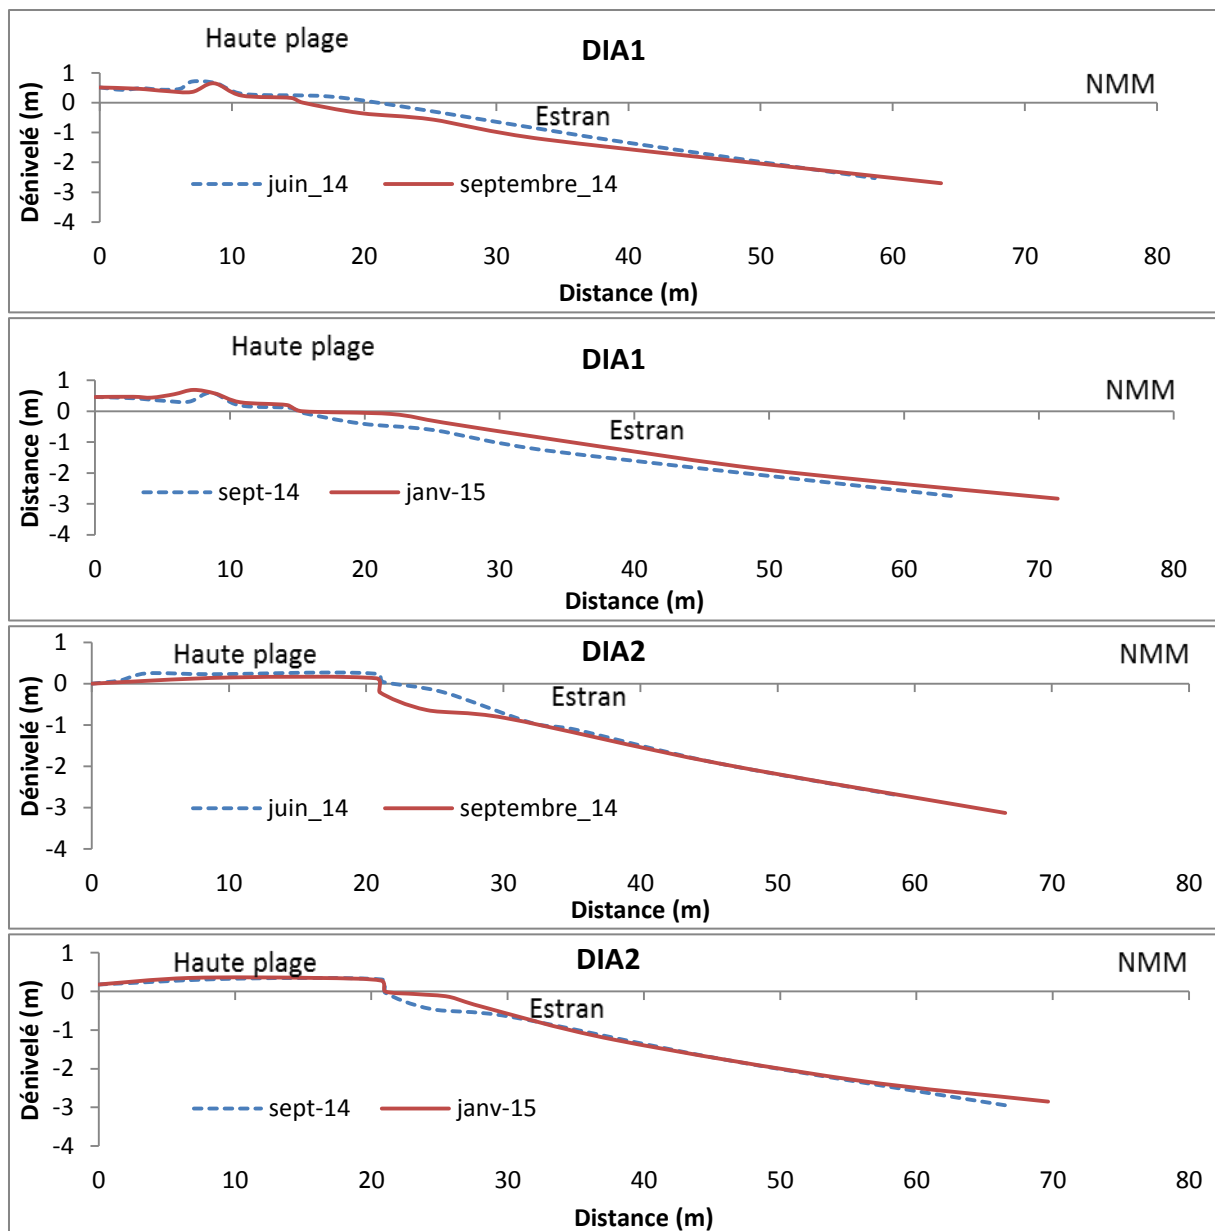 Haute plage
DIA1
NMM
Estran
juin_14
septembre_14
Dénivelé (m)
1
0
-1
-2
-3
-4
0 10 20 30 40 50 60 70 80
Distance (m)
Haute plage
DIA1
NMM
Estran
sept-14
janv-15
Distance (m)
1
0
-1
-2
-3
-4
0 10 20 30 40 50 60 70 80
Distance (m)
Haute plage
DIA2
NMM
Estran
juin_14
septembre_14
Dénivelé (m)
1
0
-1
-2
-3
-4
0 10 20 30 40 50 60 70 80
Distance (m)
Haute plage
DIA2
NMM
Estran
sept-14
janv-15
Dénivelé (m)
1
0
-1
-2
-3
-4
0 10 20 30 40 50 60 70 80
Distance (m)